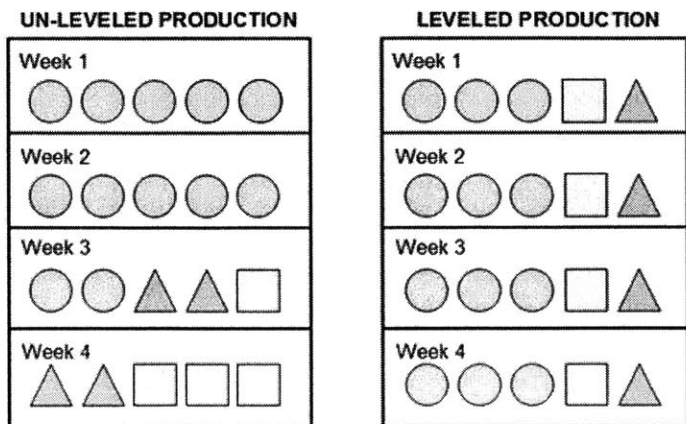 UN-LEVELED PRODUCTION
Week 1
Week 2
Week 3
Week 4
LEVELED PRODUCTION
Week 1
Week 2
Week 3
Week 4